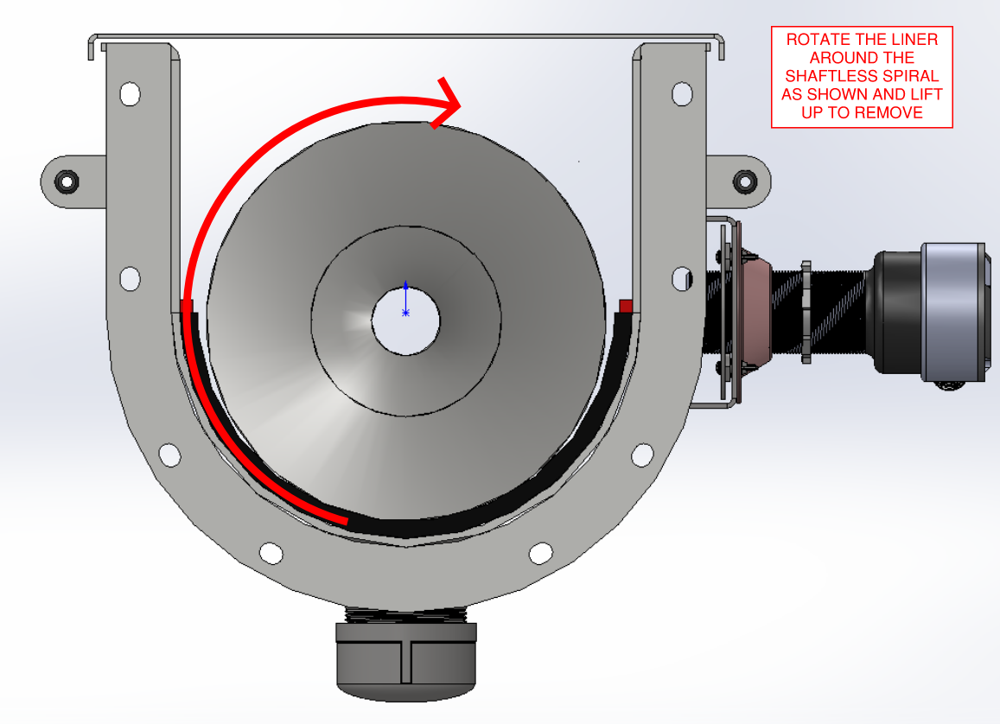 ROTATE THE LINER
AROUND THE
SHAFTLESS SPIRAL
AS SHOWN AND LIFT
UP TO REMOVE